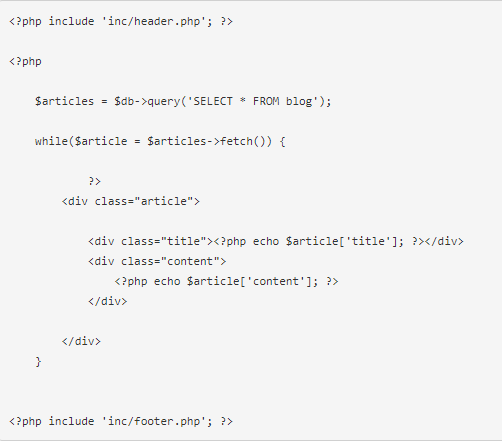 <?php include 'inc/header.php'; ?>
<?php
$articles = $db->query('SELECT * FROM blog');
while($article = $articles->fetch()) {
?>
<div class="article">
<div class="title"><?php echo $article['title']; ?></div>
<div class="content">
<?php echo $article['content']; ?>
</div>
</div>
}
<?php include 'inc/footer.php'; ?>